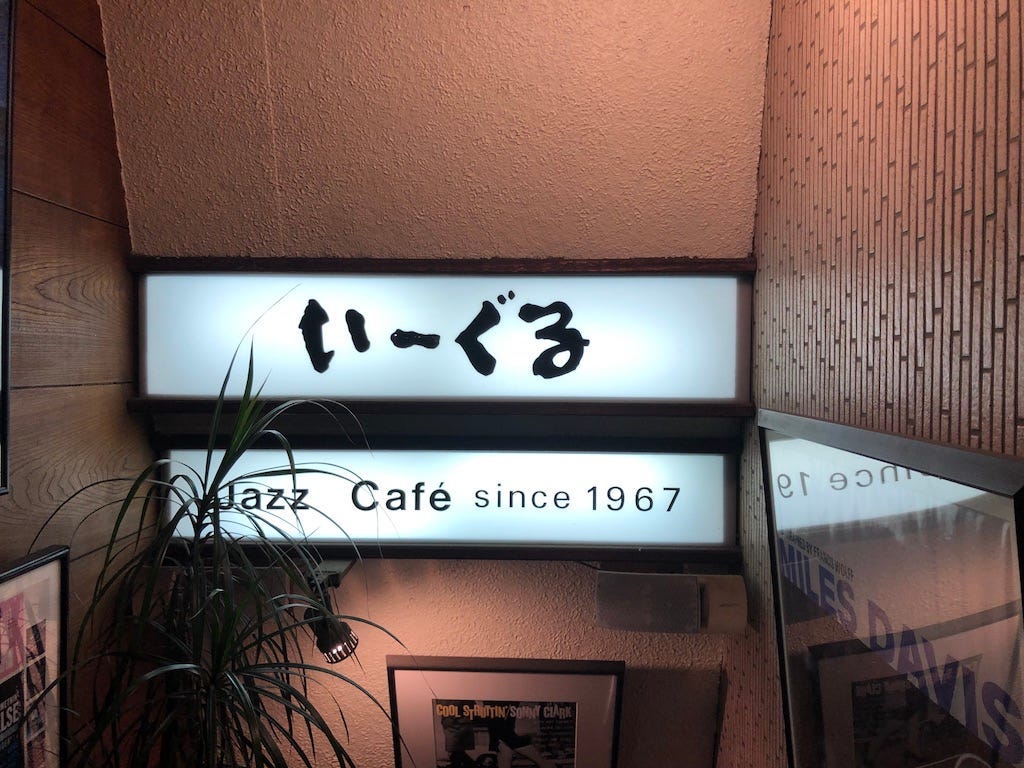 いーぐる
Jazz Café since 1967
COOL STRUTTIN'/SONNY CLARK
MILES DAVIS